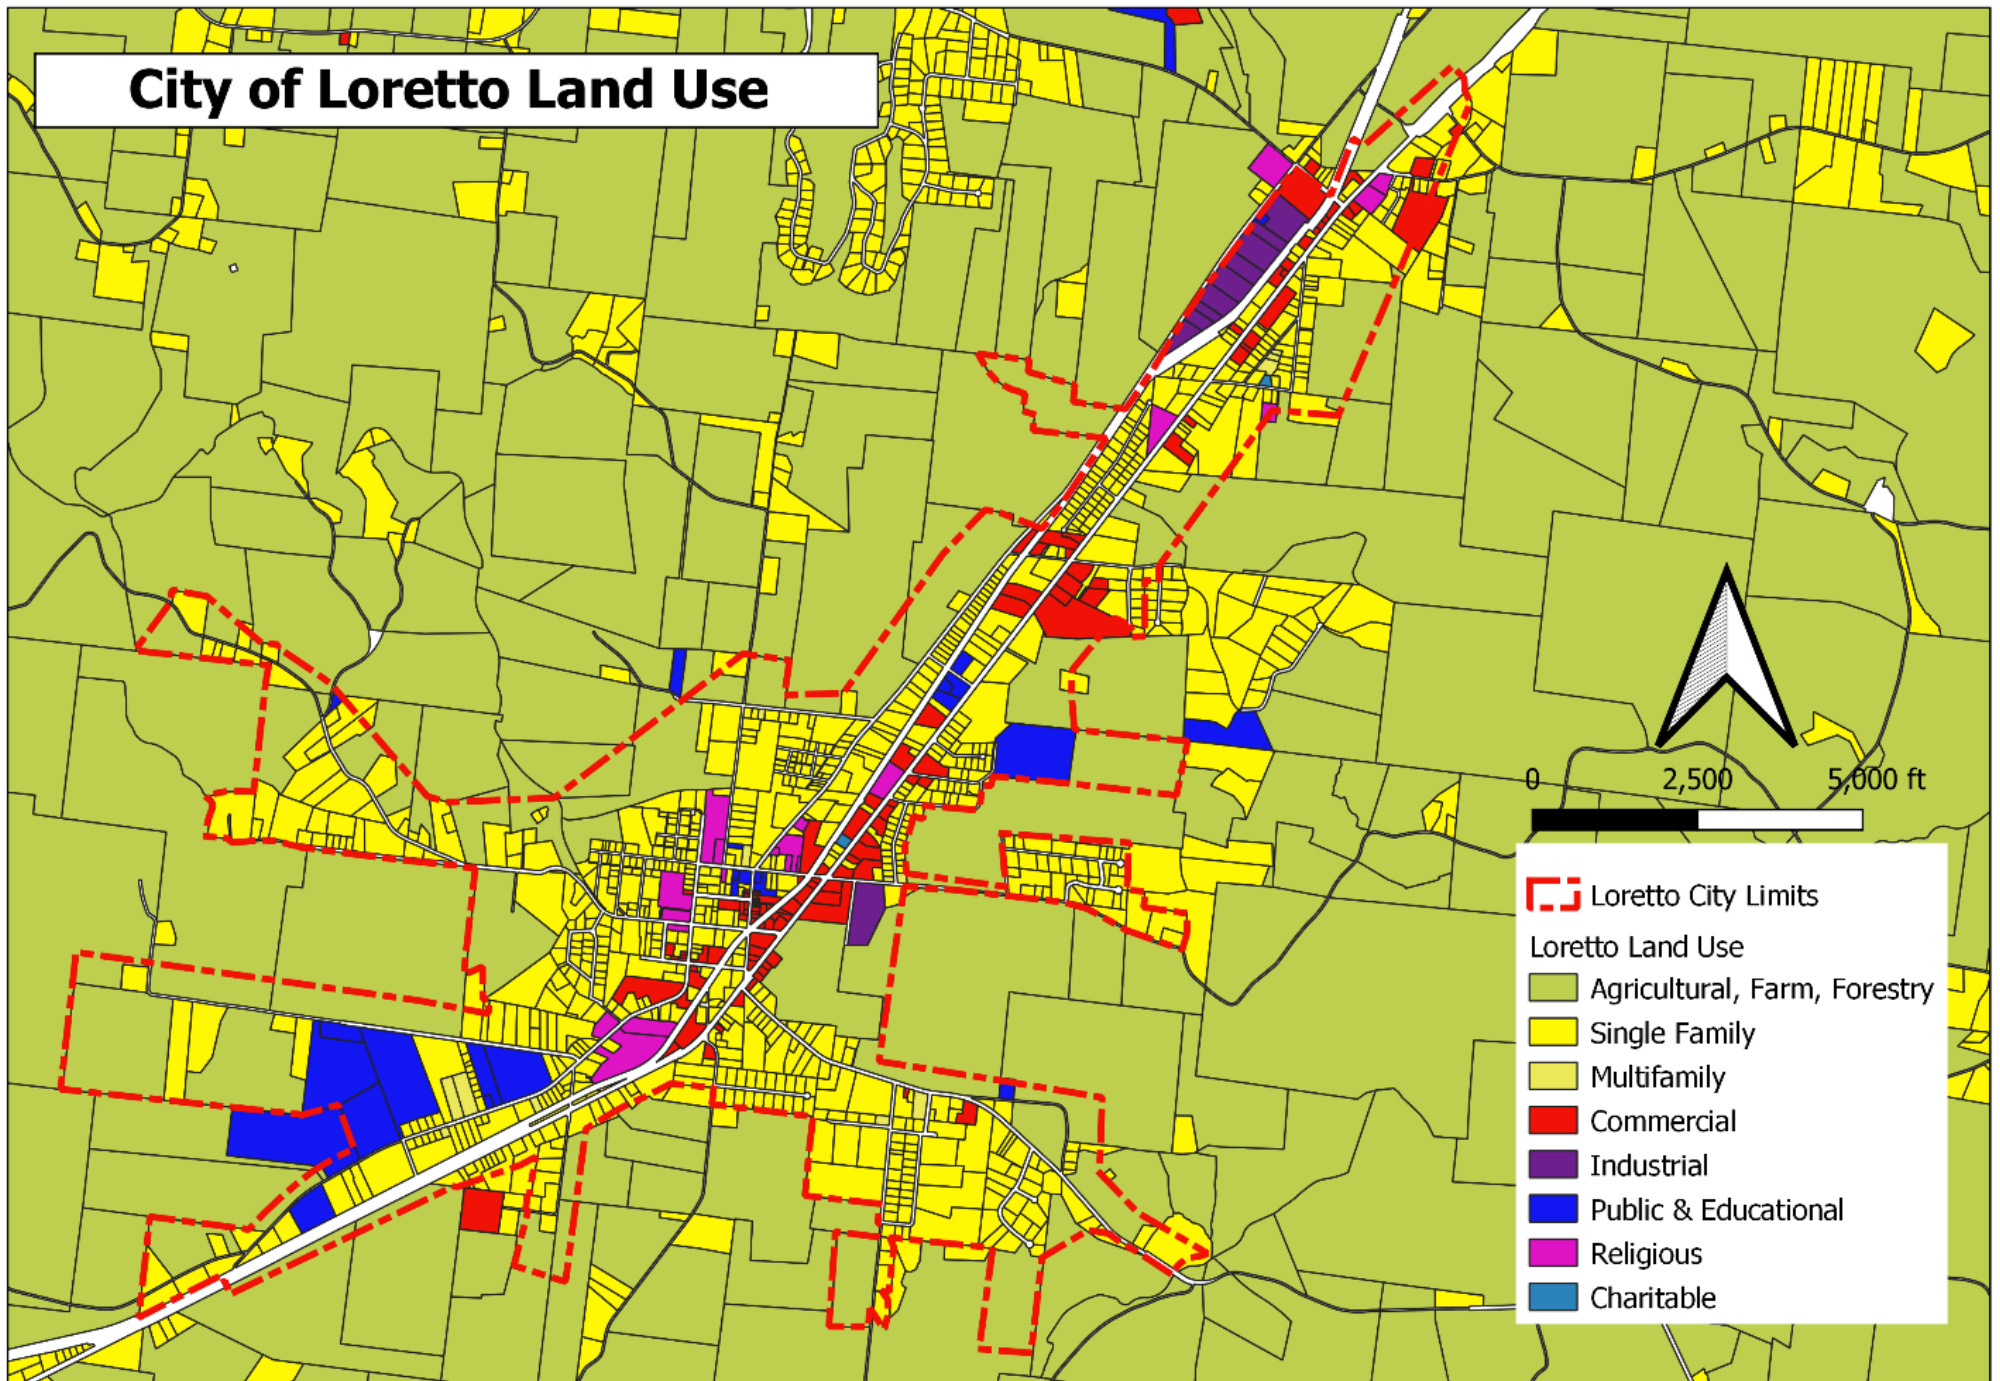 City of Loretto Land Use
0 2,500 5,000 ft
Loretto City Limits
Loretto Land Use
Agricultural, Farm, Forestry
Single Family
Multifamily
Commercial
Industrial
Public & Educational
Religious
Charitable